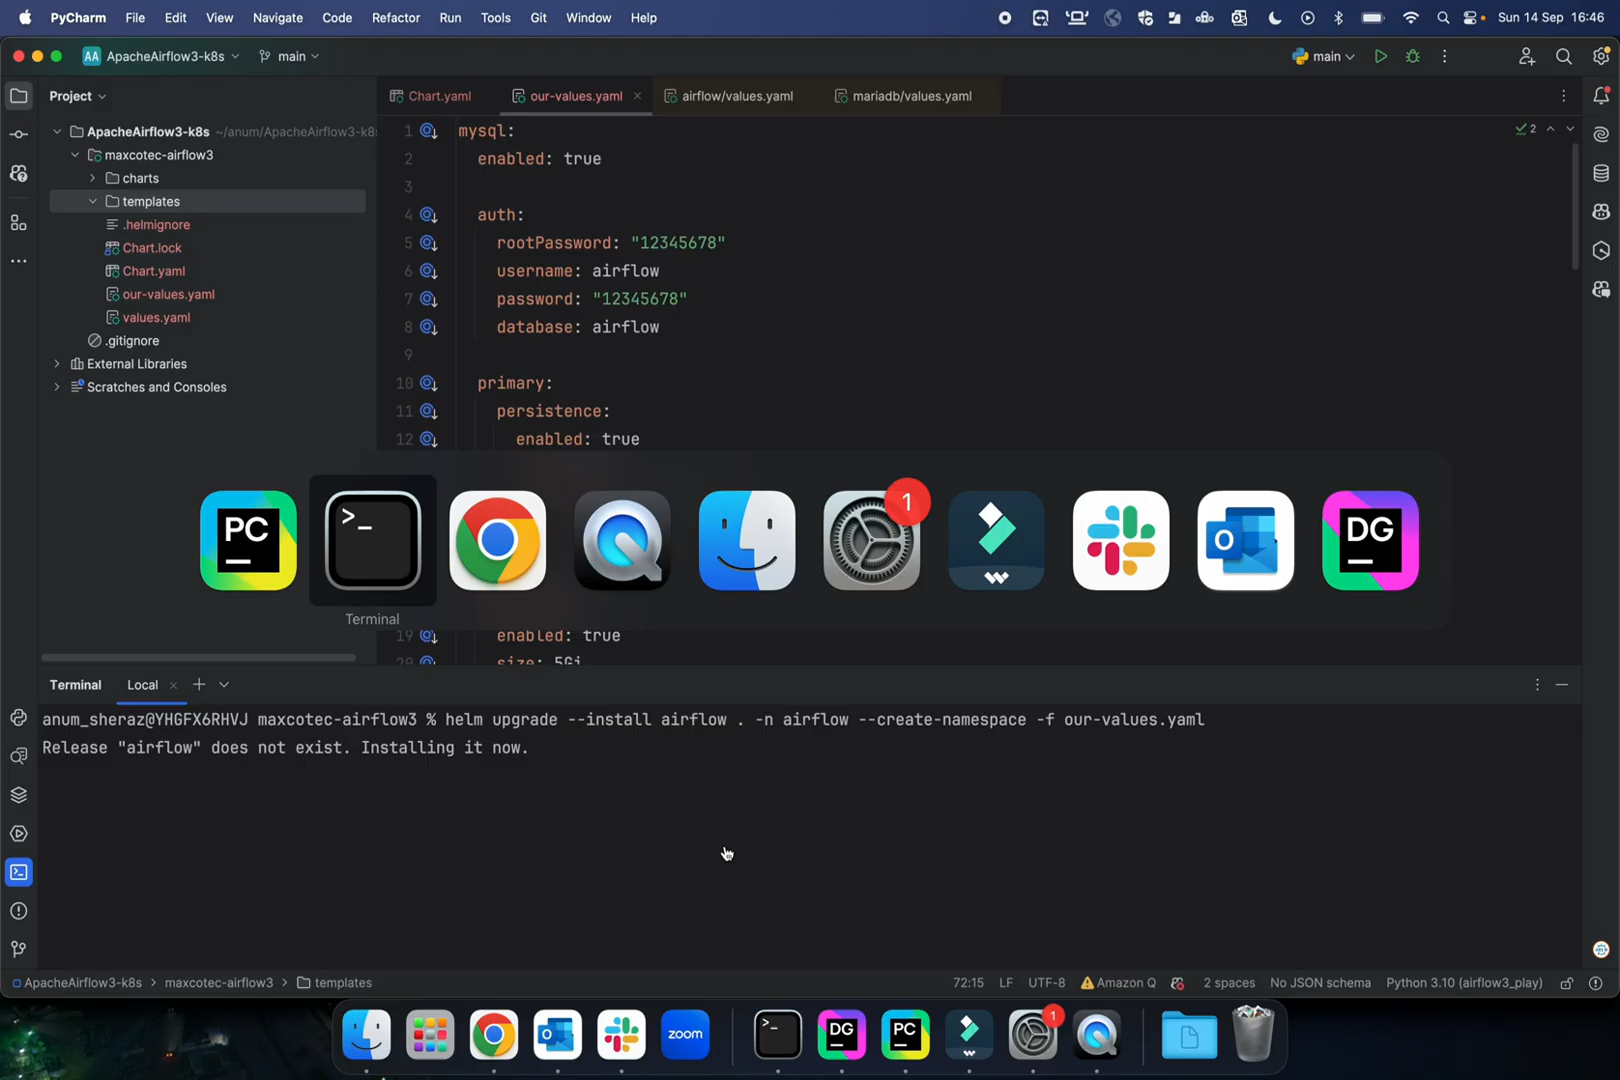 PyCharm File Edit View Navigate Code Refactor Run Tools Git Window Help Sun 14 Sep 16:46
AA ApacheAirflow3-k8s main main
Project
Chart.yaml our-values.yaml airflow/values.yaml mariadb/values.yaml
ApacheAirflow3-k8s ~/anum/ApacheAirflow3-k8s
maxcotec-airflow3
charts
templates
.helmignore
Chart.lock
Chart.yaml
our-values.yaml
values.yaml
.gitignore
External Libraries
Scratches and Consoles
2
1 mysql:
2 enabled: true
3
4 auth:
5 rootPassword: "12345678"
6 username: airflow
7 password: "12345678"
8 database: airflow
9
10 primary:
11 persistence:
12 enabled: true
PC
>_
1
DG
Terminal
19 enabled: true
20 size: 5Gi
Terminal Local
anum_sheraz@YHGFX6RHVJ maxcotec-airflow3 % helm upgrade --install airflow . -n airflow --create-namespace -f our-values.yaml
Release "airflow" does not exist. Installing it now.
ApacheAirflow3-k8s > maxcotec-airflow3 > templates 72:15 LF UTF-8 Amazon Q 2 spaces No JSON schema Python 3.10 (airflow3_play)
zoom >_ DG PC 1